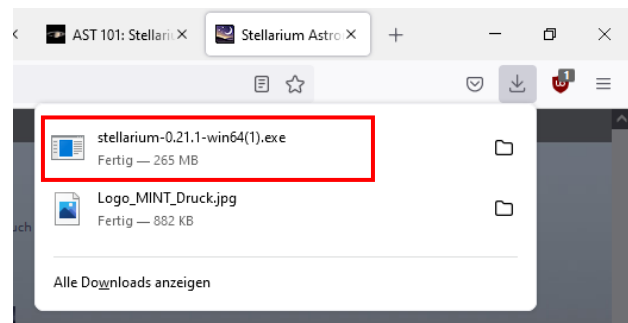 AST 101: Stellari
Stellarium Astro
1
stellarium-0.21.1-win64(1).exe
Fertig — 265 MB
Logo_MINT_Druck.jpg
Fertig — 882 KB
uch
Alle Downloads anzeigen